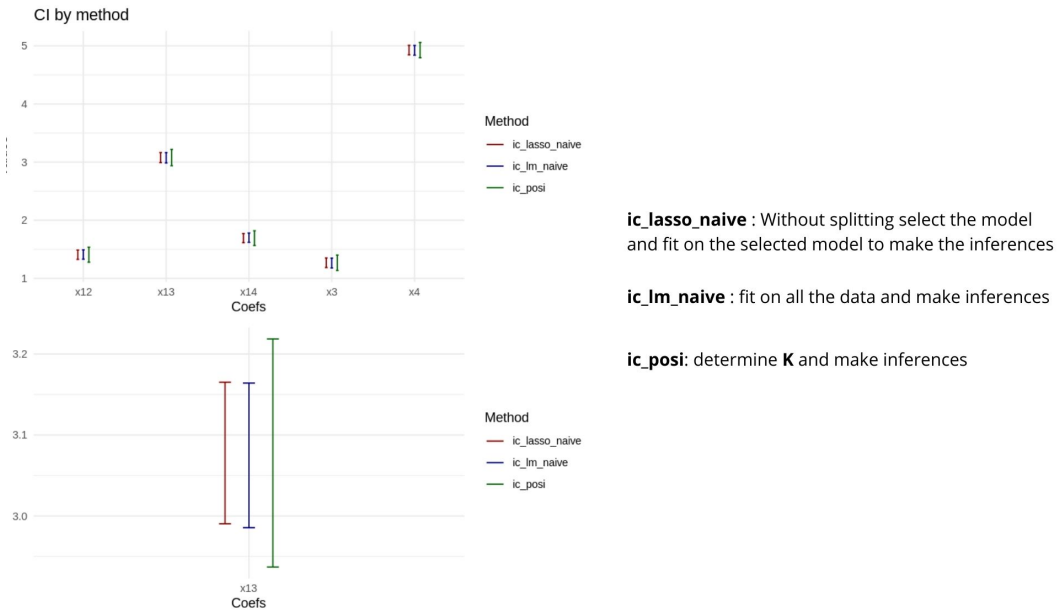 CI by method
5
4
3
2
1
x12 x13 x14 x3 x4
Coefs
Method
ic_lasso_naive
ic_lm_naive
ic_posi
3.2
3.1
3.0
x13
Coefs
Method
ic_lasso_naive
ic_lm_naive
ic_posi
ic_lasso_naive : Without splitting select the model
and fit on the selected model to make the inferences
ic_lm_naive : fit on all the data and make inferences
ic_posi: determine K and make inferences